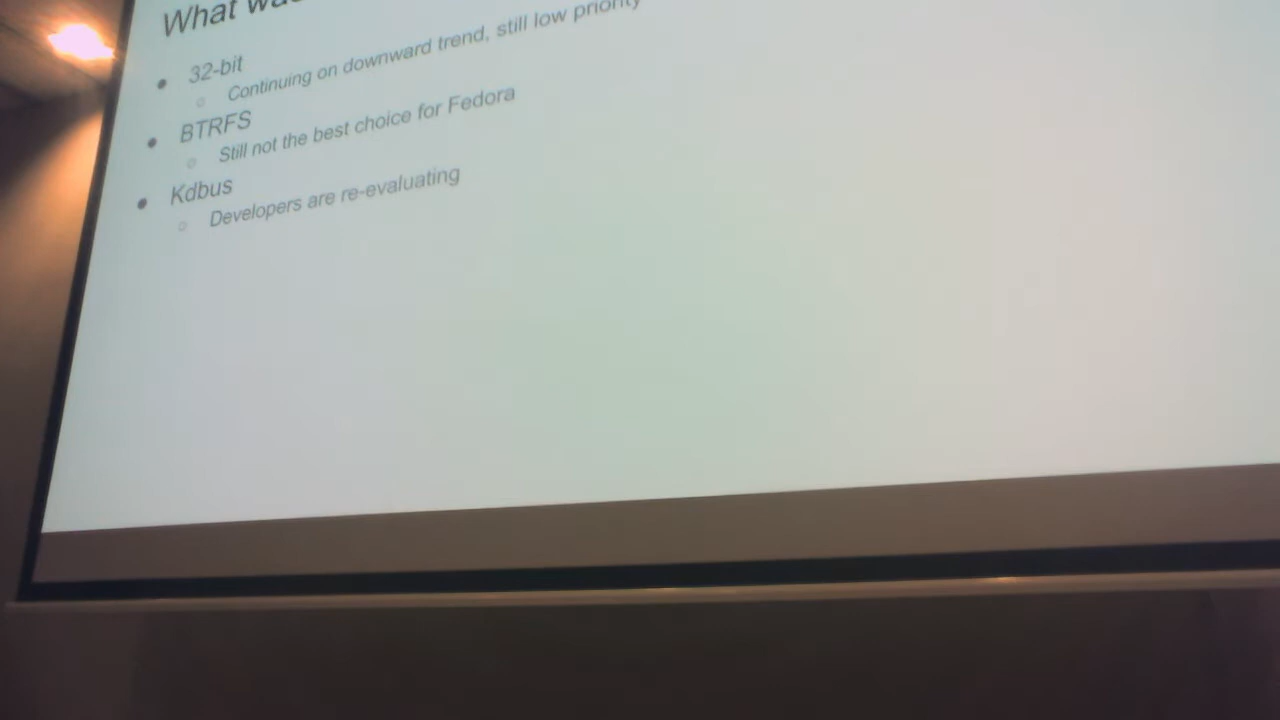 What
32-bit
Continuing on downward trend, still low priority
BTRFS
Still not the best choice for Fedora
Kdbus
Developers are re-evaluating